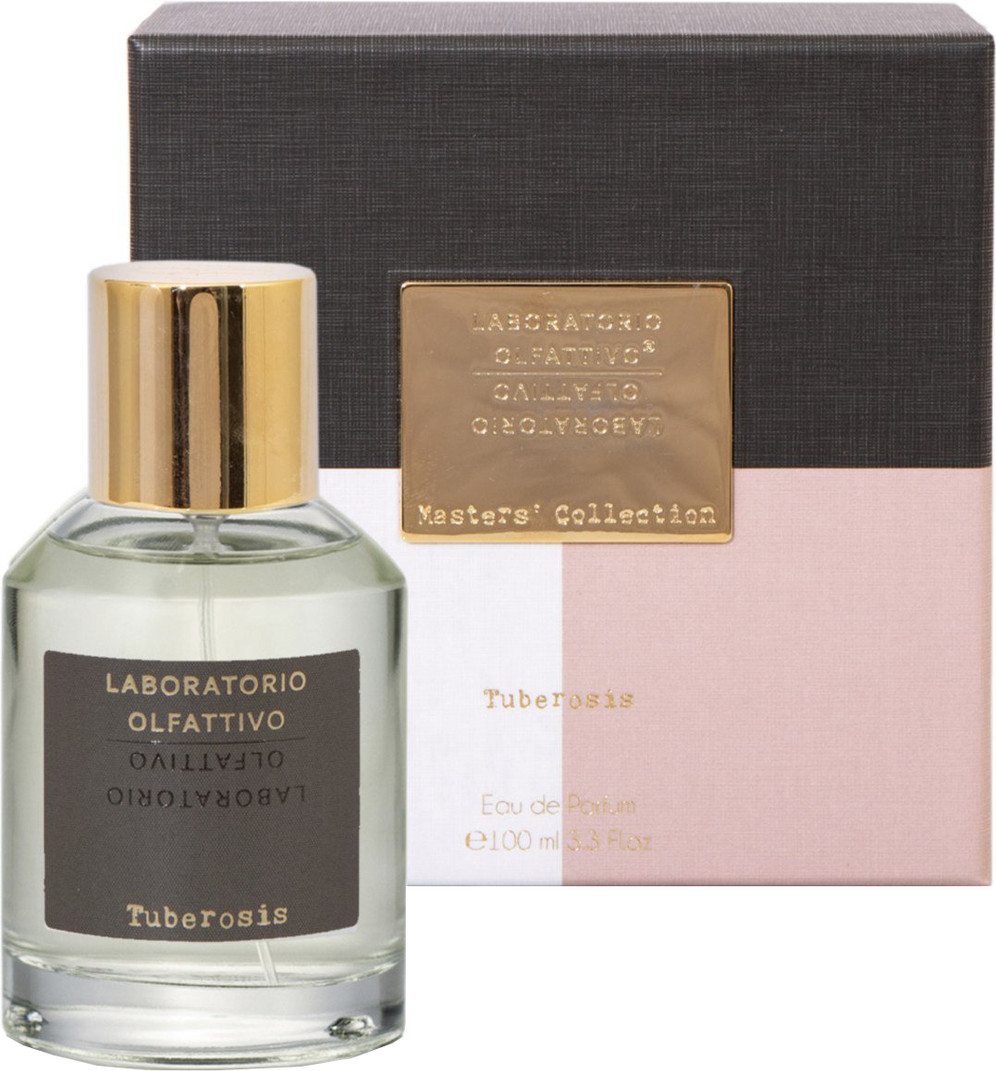 LABORATORIO
OLFATTIVO®
OLFATTIVO
LABORATORIO
Masters' Collection
Tuberosis
Eau de Parfum
℮100 ml 3.3 Fl.oz
LABORATORIO
OLFATTIVO
OLFATTIVO
LABORATORIO
Tuberosis